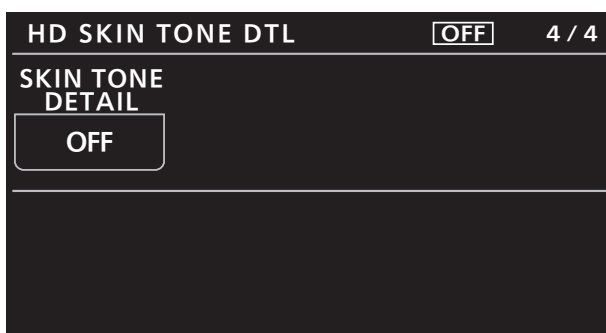 HD SKIN TONE DTL OFF 4/4
SKIN TONE
DETAIL
OFF